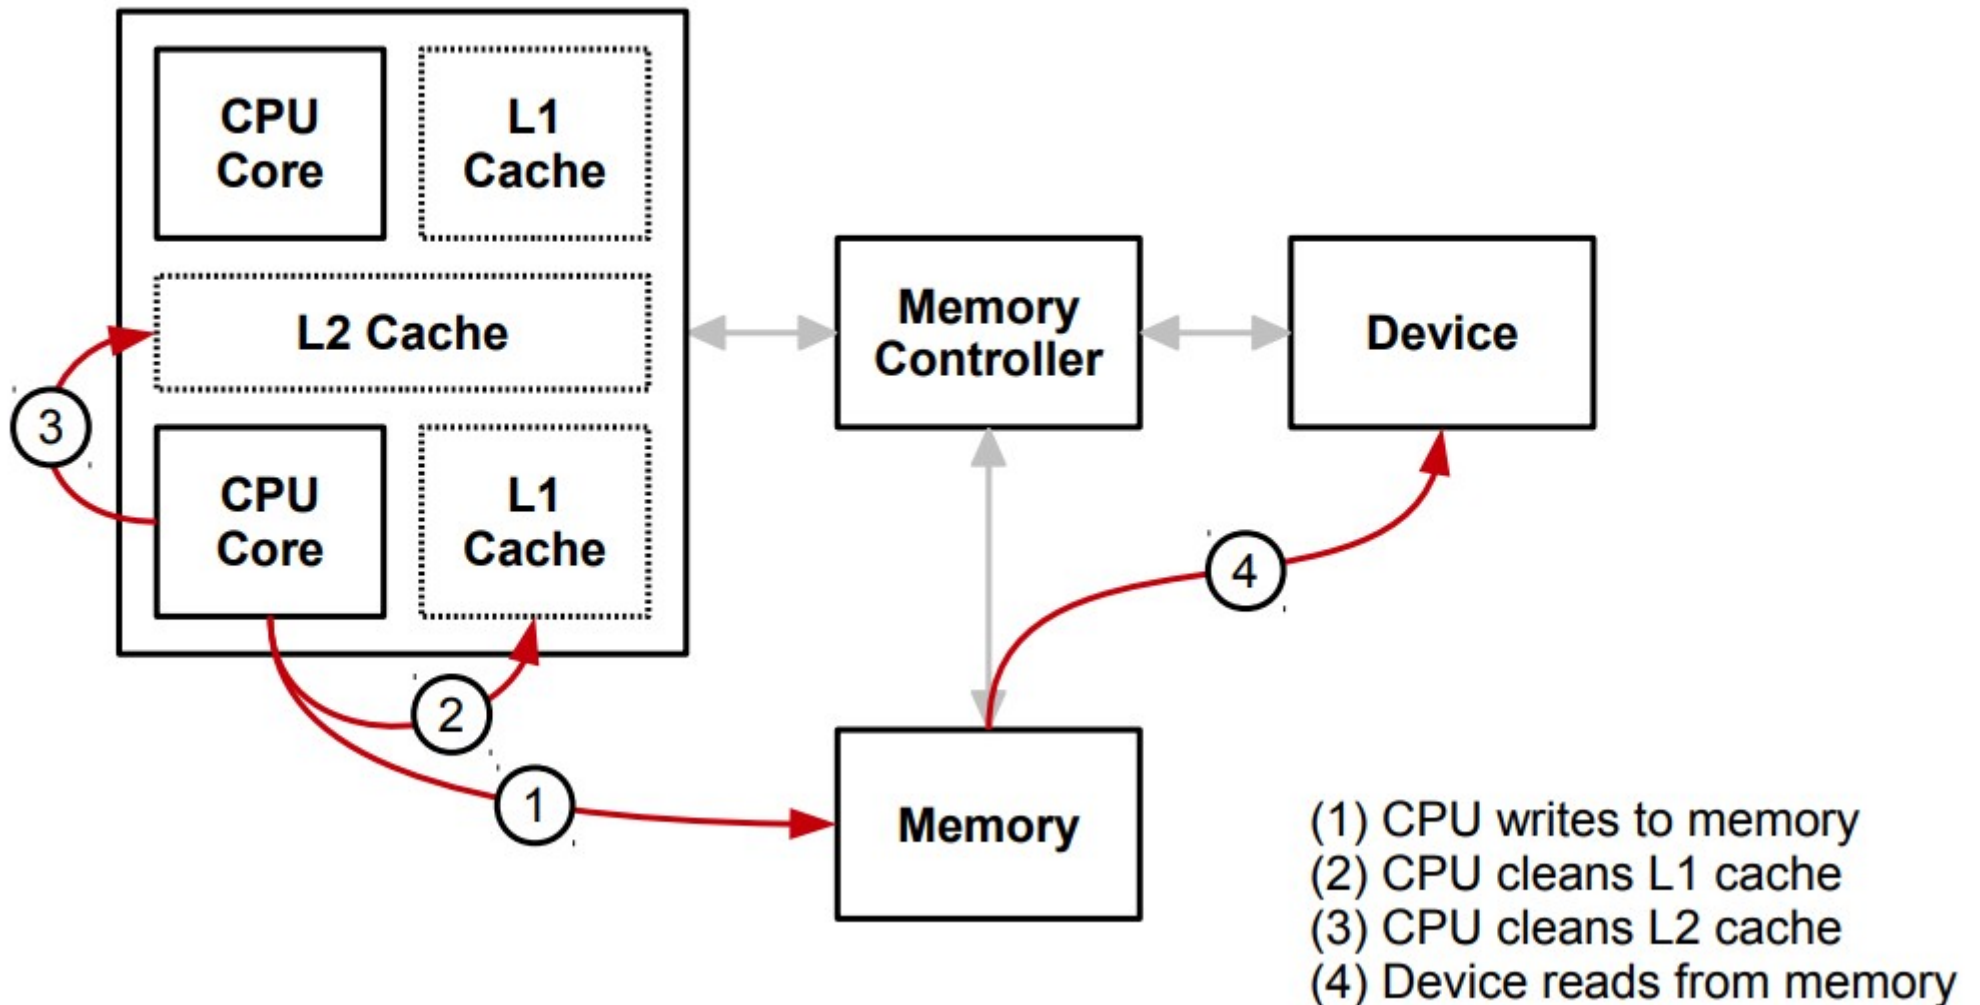 CPU
Core
L1
Cache
L2 Cache
Memory
Controller
Device
3
CPU
Core
L1
Cache
4
2
1
Memory
(1) CPU writes to memory
(2) CPU cleans L1 cache
(3) CPU cleans L2 cache
(4) Device reads from memory